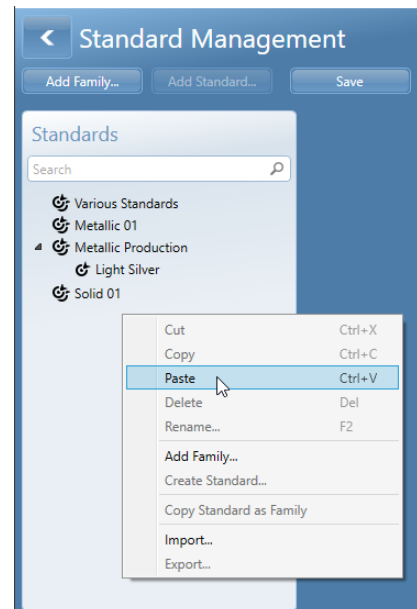 Standard Management
Add Family... Add Standard... Save
Standards
Search
Various Standards
Metallic 01
Metallic Production
Light Silver
Solid 01
Cut Ctrl+X
Copy Ctrl+C
Paste Ctrl+V
Delete Del
Rename... F2
Add Family...
Create Standard...
Copy Standard as Family
Import...
Export...